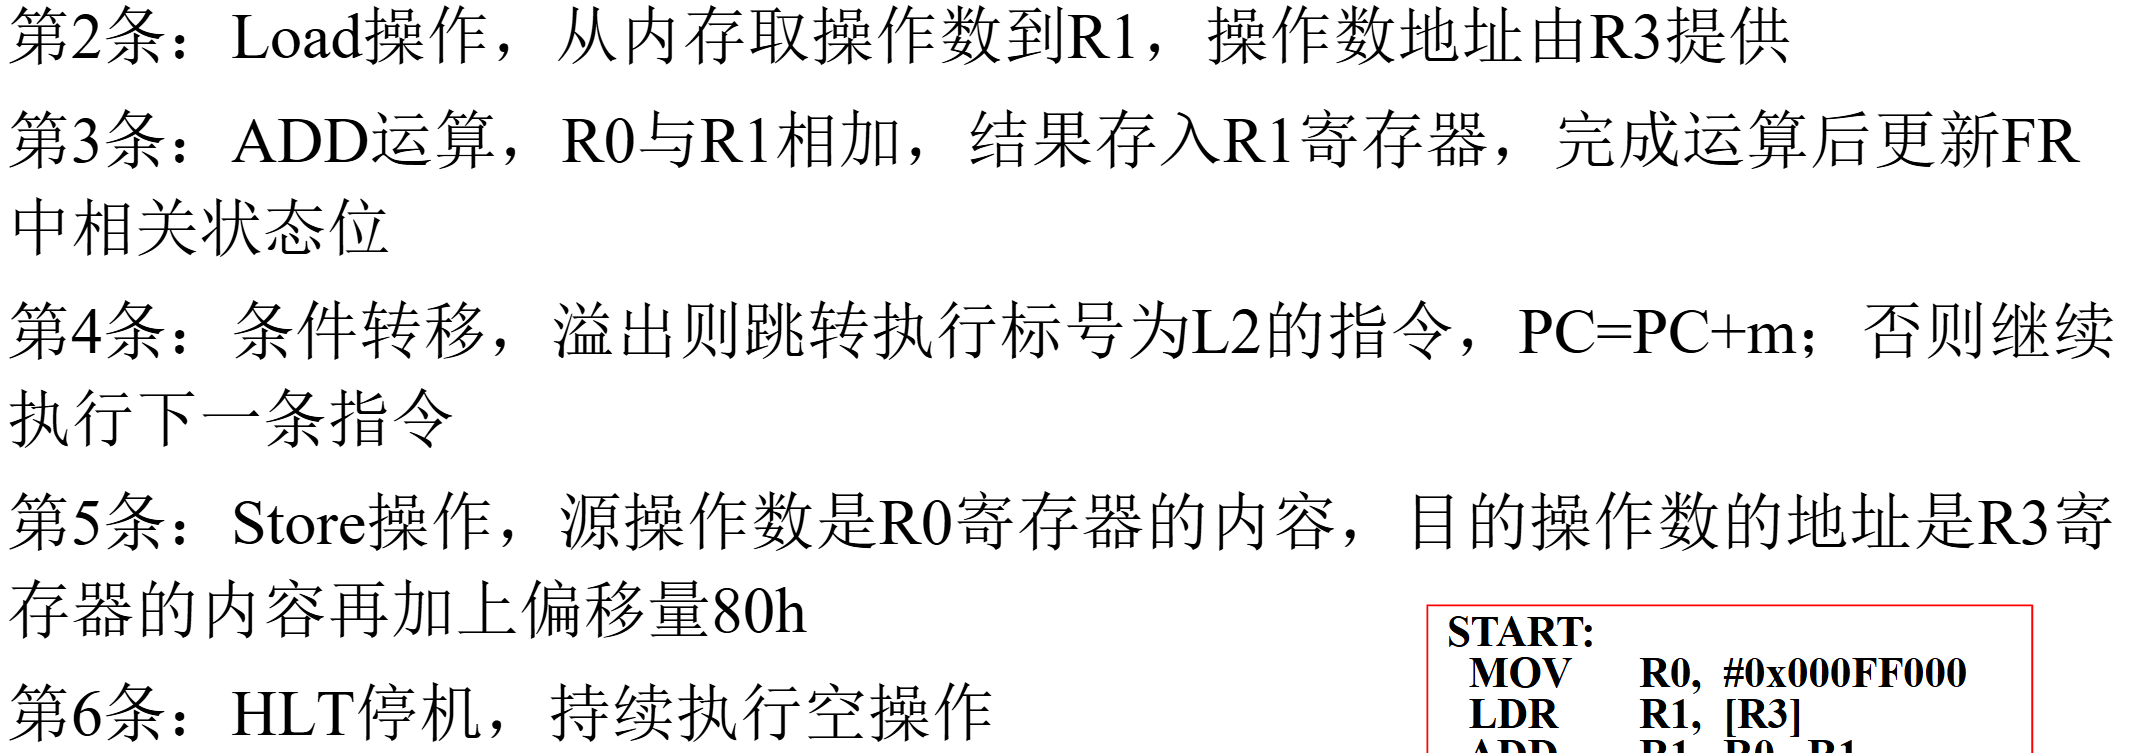 第2条：Load操作，从内存取操作数到R1，操作数地址由R3提供
第3条：ADD运算，R0与R1相加，结果存入R1寄存器，完成运算后更新FR
中相关状态位
第4条：条件转移，溢出则跳转执行标号为L2的指令，PC=PC+m；否则继续
执行下一条指令
第5条：Store操作，源操作数是R0寄存器的内容，目的操作数的地址是R3寄
存器的内容再加上偏移量80h
第6条：HLT停机，持续执行空操作
START:
MOV R0, #0x000FF000
LDR R1, [R3]
ADD R1, R0, R1